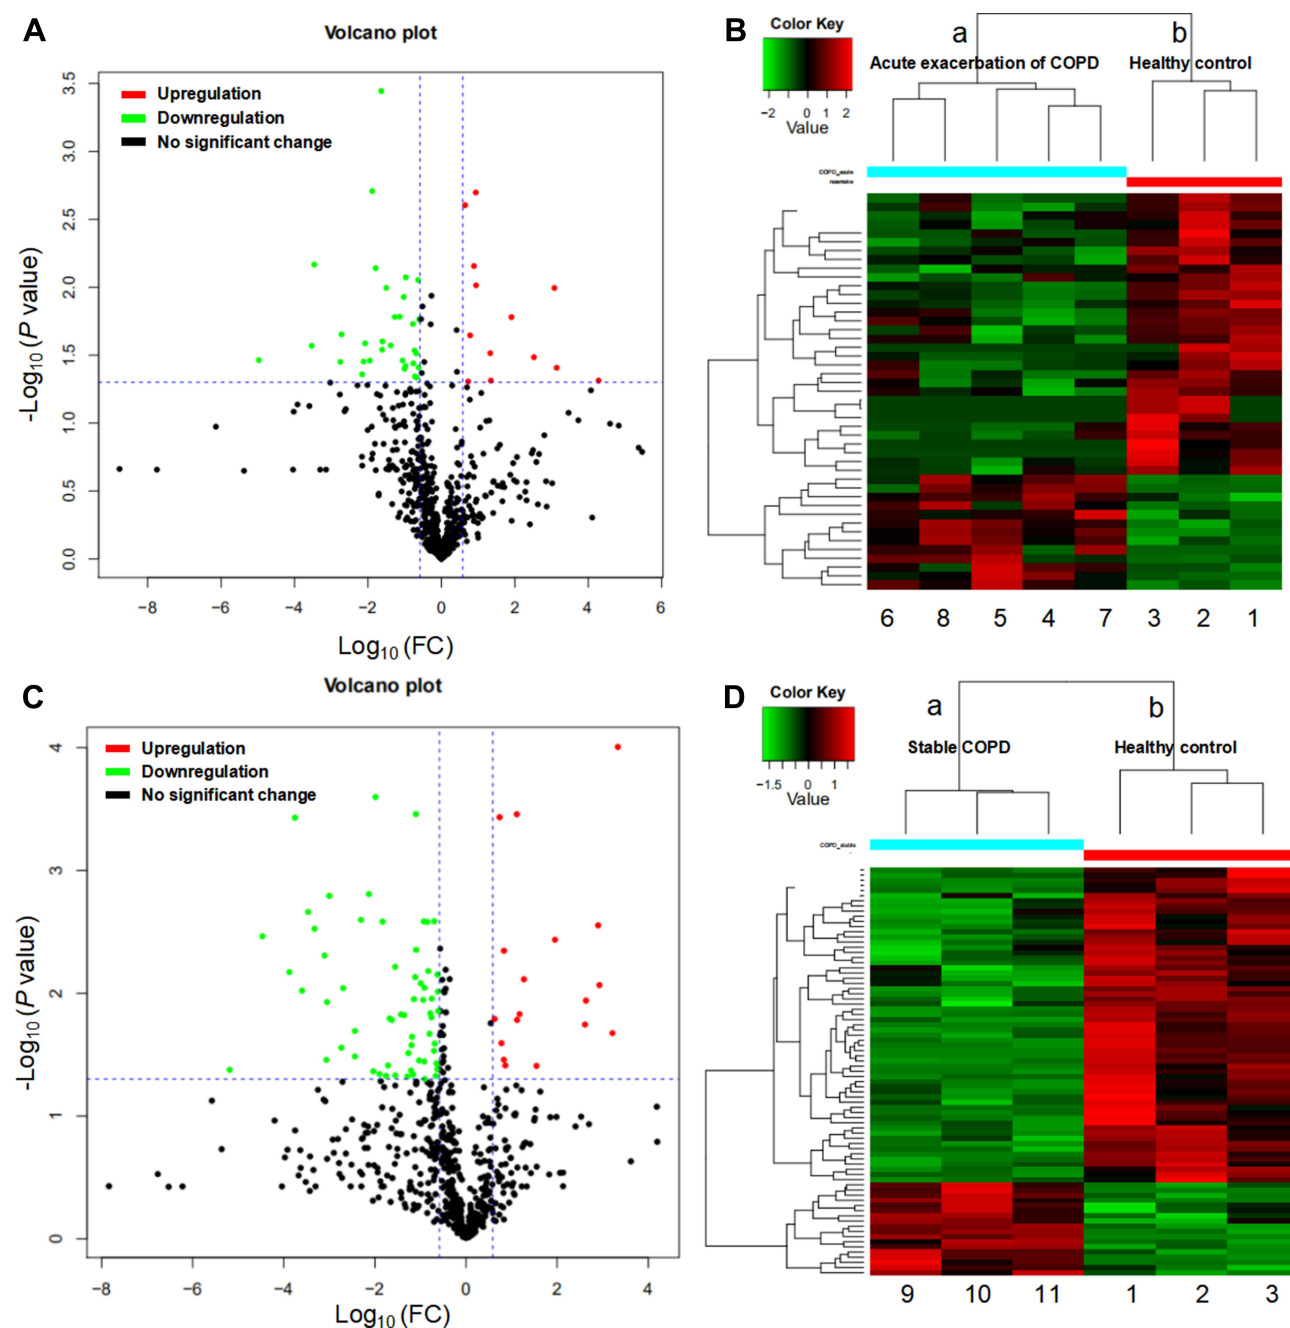 A
Volcano plot
Upregulation
Downregulation
No significant change
3.5
3.0
2.5
2.0
1.5
1.0
0.5
0.0
-Log10 (P value)
−8
−6
−4
−2
0
2
4
6
Log10 (FC)
B
Color Key
−2
0
1
2
Value
a
b
Acute exacerbation of COPD
Healthy control
COPD_acute
6
8
5
4
7
3
2
1
C
Volcano plot
Upregulation
Downregulation
No significant change
4
3
2
1
0
-Log10 (P value)
−8
−6
−4
−2
0
2
4
Log10 (FC)
D
Color Key
−1.5
0
1
Value
a
b
Stable COPD
Healthy control
COPD_stable
9
10
11
1
2
3